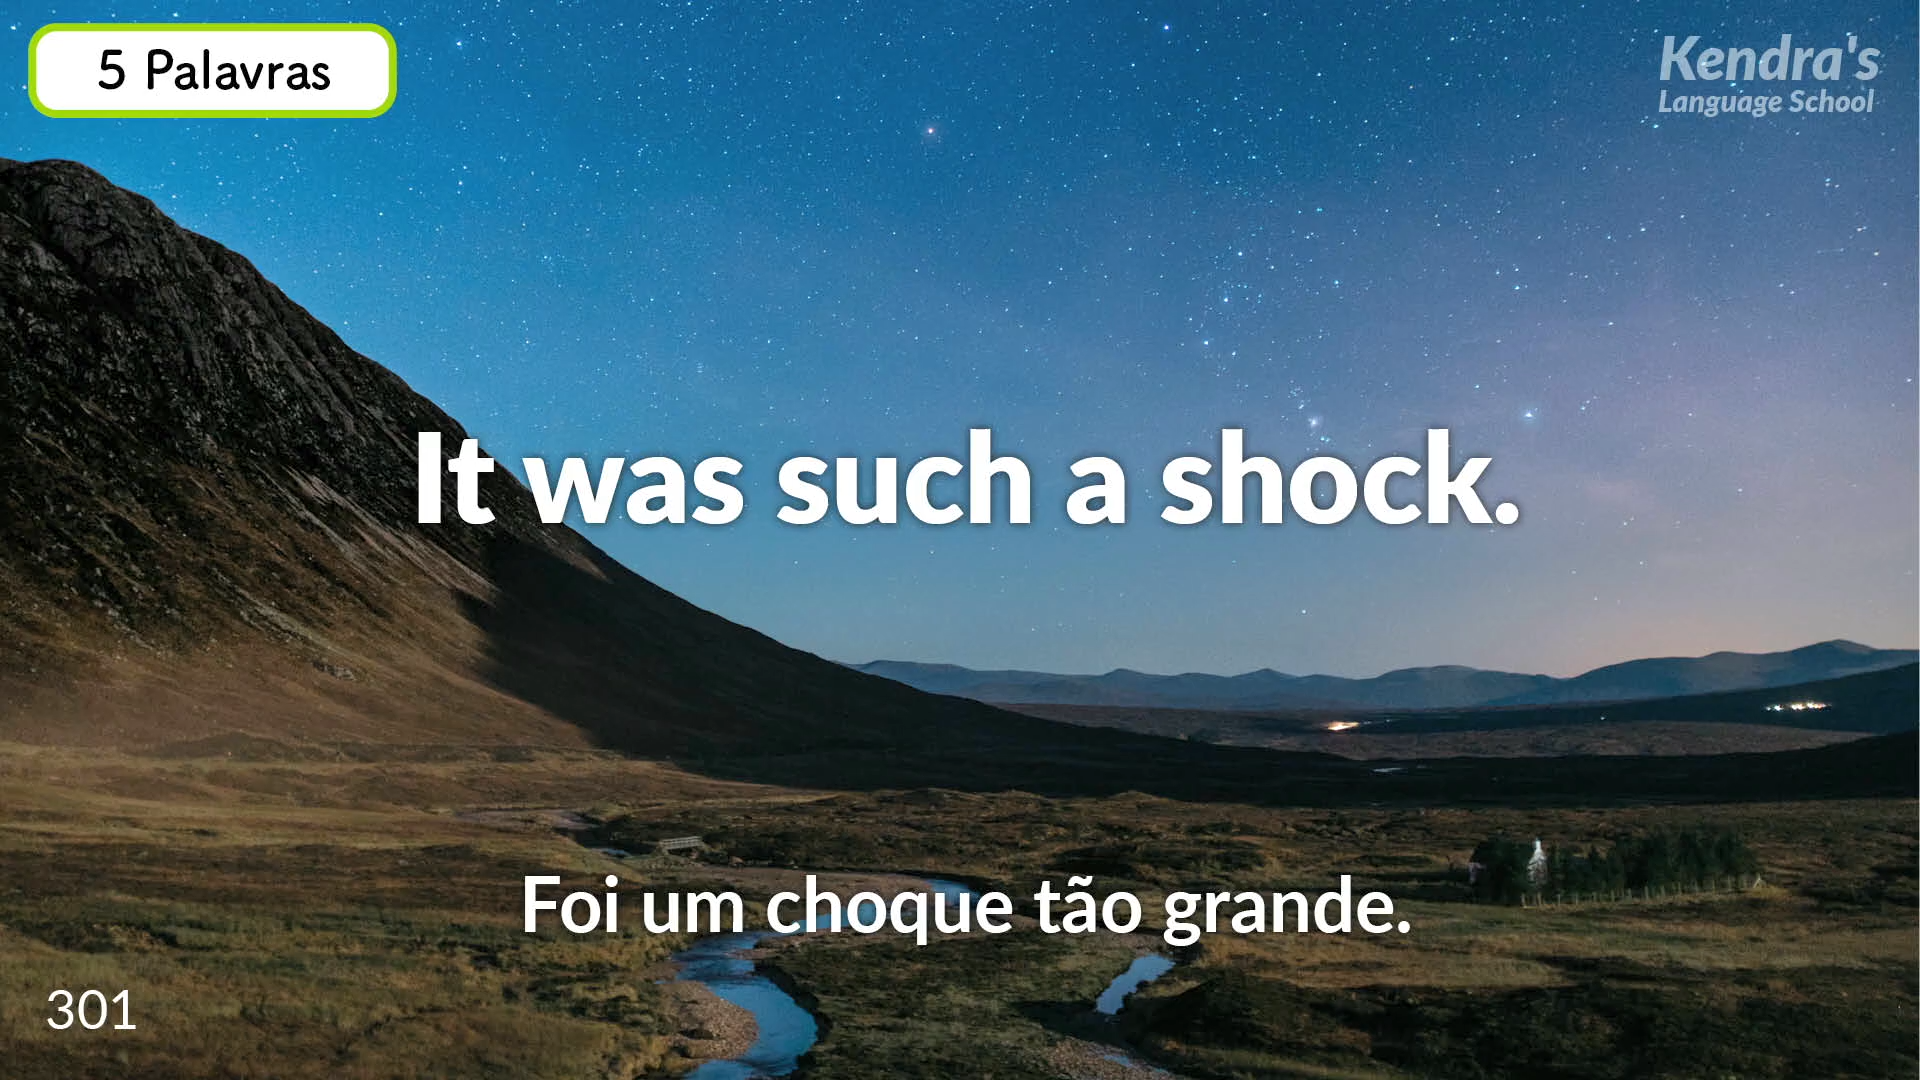 5 Palavras
Kendra's
Language School
It was such a shock.
Foi um choque tão grande.
301